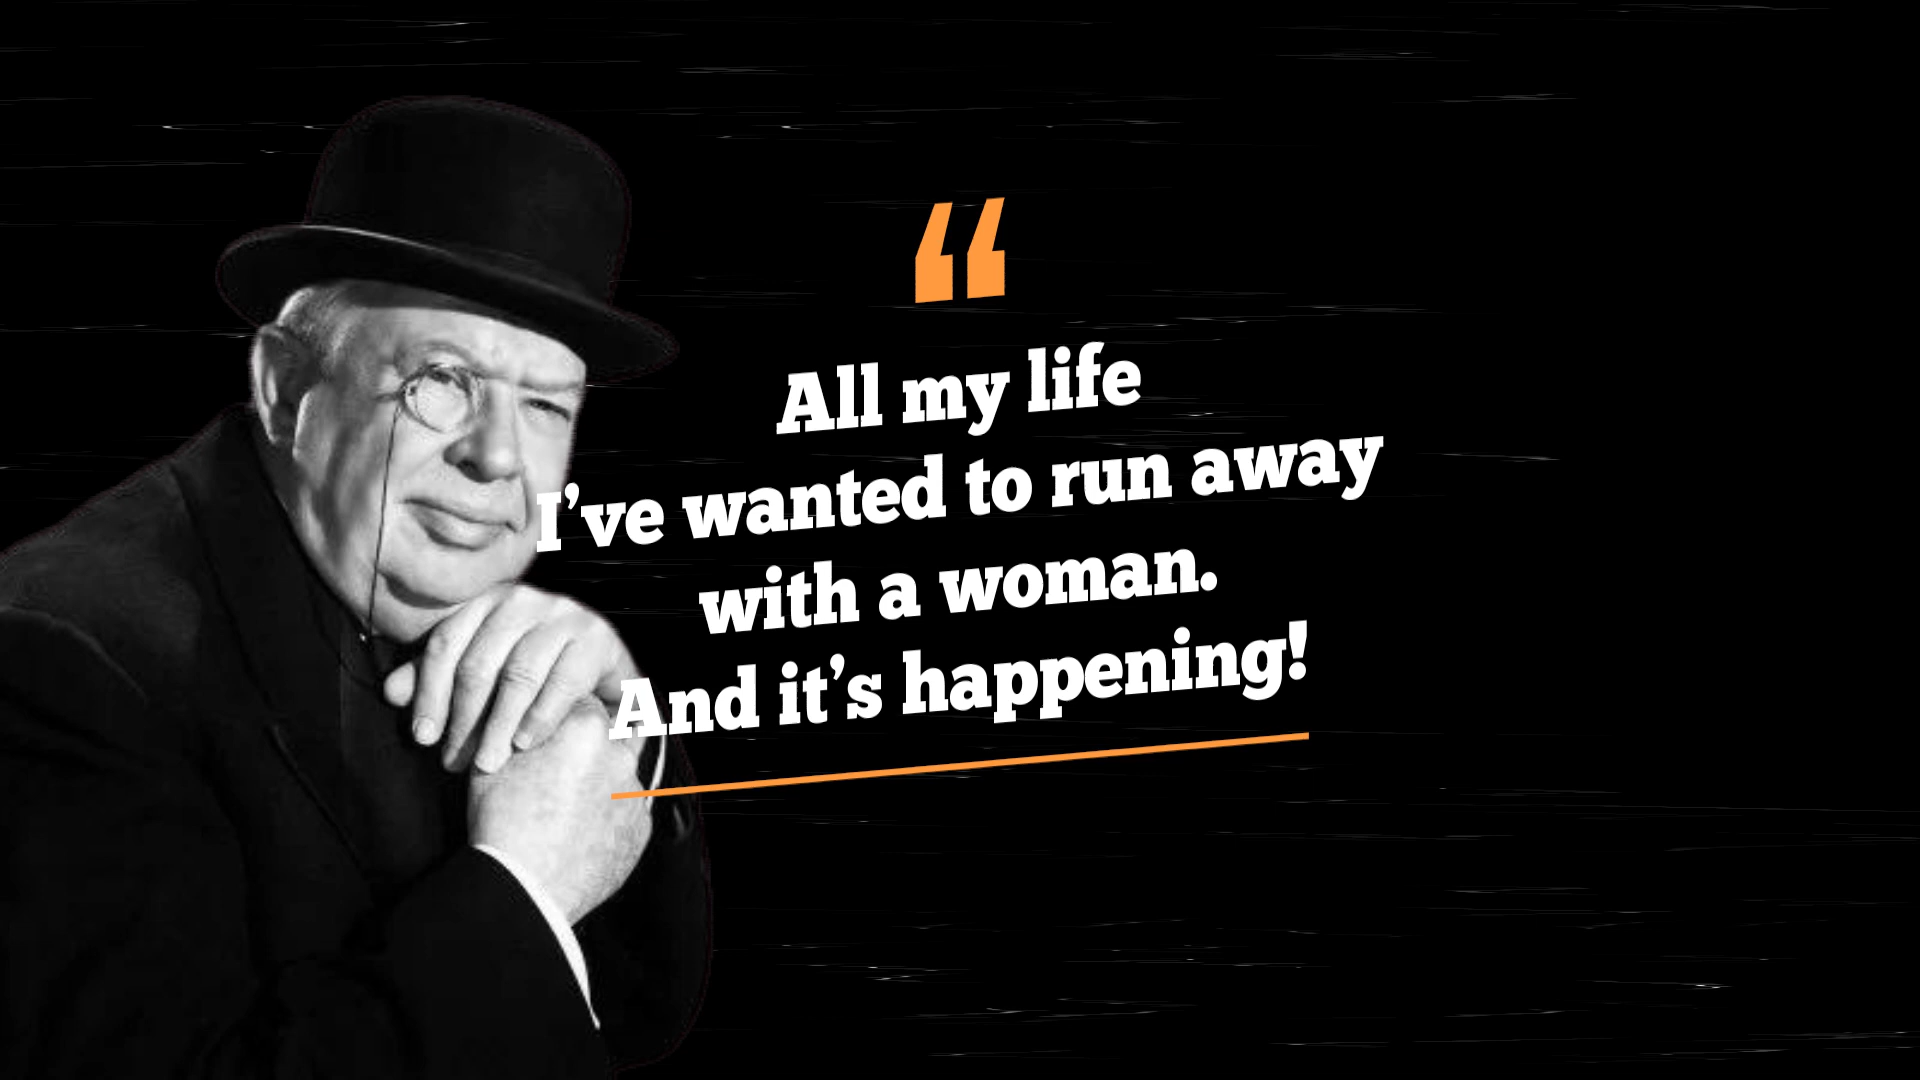 “
All my life
I’ve wanted to run away
with a woman.
And it’s happening!